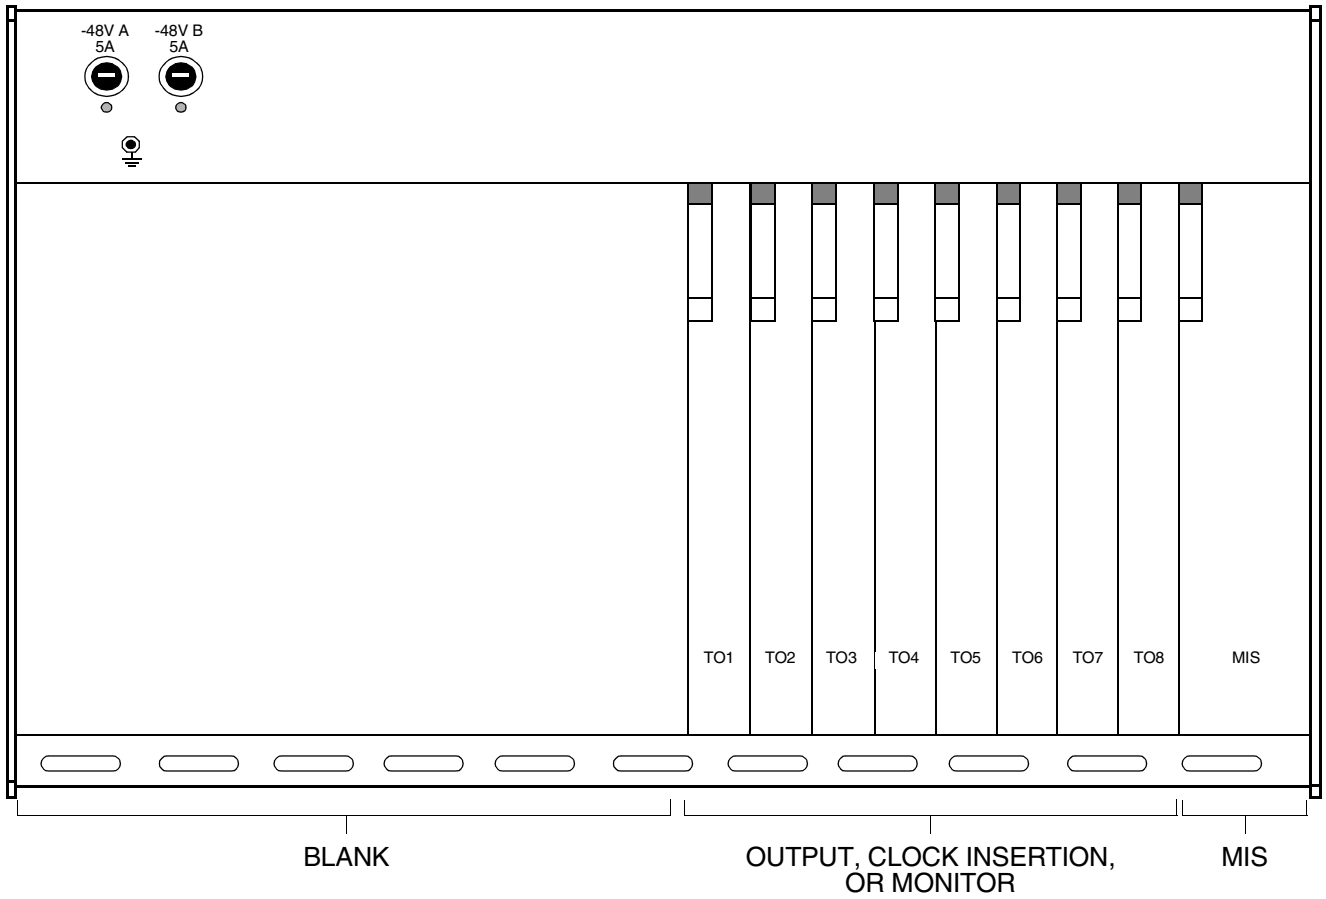 -48V A -48V B
5A 5A
TO1 TO2 TO3 TO4 TO5 TO6 TO7 TO8 MIS
BLANK
OUTPUT, CLOCK INSERTION,
OR MONITOR
MIS